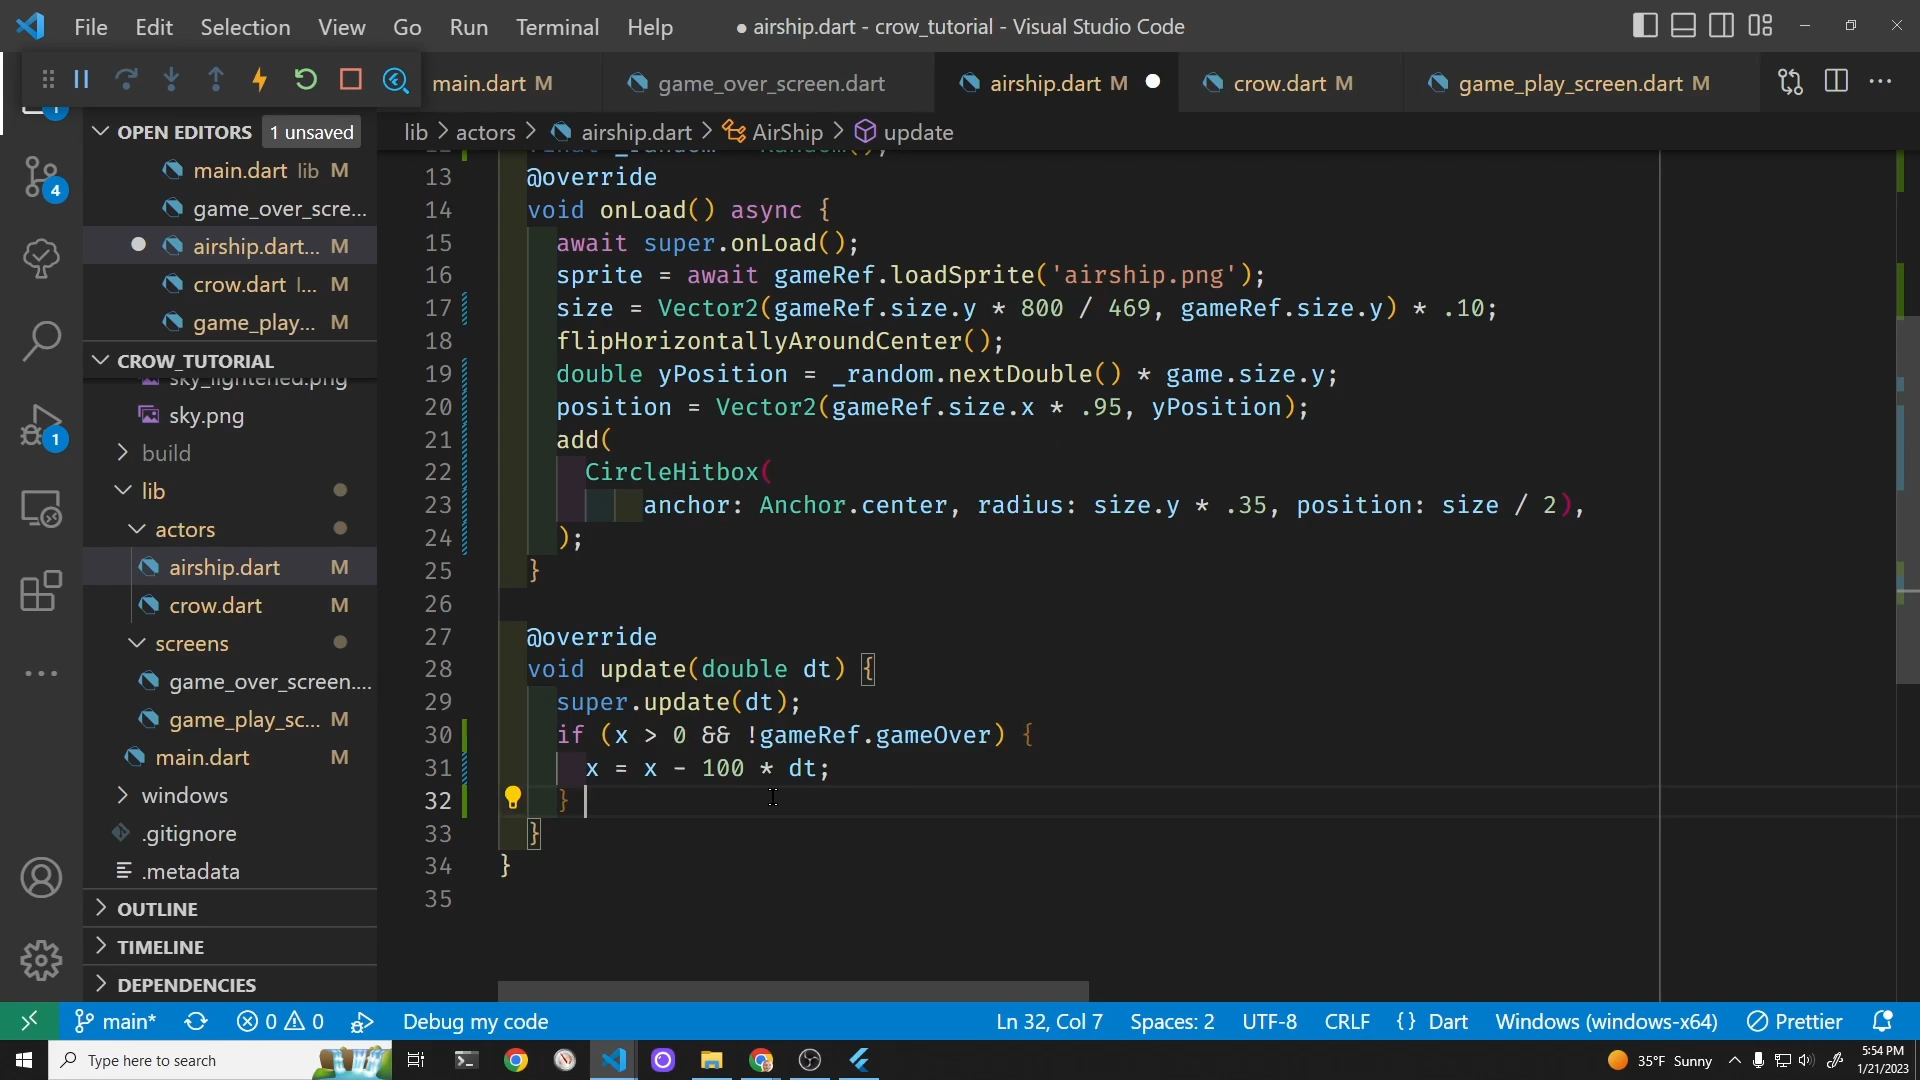 File Edit Selection View Go Run Terminal Help
● airship.dart - crow_tutorial - Visual Studio Code
main.dart M
game_over_screen.dart
airship.dart M
crow.dart M
game_play_screen.dart M
lib > actors > airship.dart > AirShip > update
OPEN EDITORS 1 unsaved
main.dart lib M
game_over_scre...
airship.dart... M
crow.dart l... M
game_play... M
CROW_TUTORIAL
sky_lightened.png
sky.png
build
lib
actors
airship.dart M
crow.dart M
screens
game_over_screen....
game_play_sc... M
main.dart M
windows
.gitignore
.metadata
OUTLINE
TIMELINE
DEPENDENCIES
1
4
1
12 final _random = Random();
13 @override
14 void onLoad() async {
15 await super.onLoad();
16 sprite = await gameRef.loadSprite('airship.png');
17 size = Vector2(gameRef.size.y * 800 / 469, gameRef.size.y) * .10;
18 flipHorizontallyAroundCenter();
19 double yPosition = _random.nextDouble() * game.size.y;
20 position = Vector2(gameRef.size.x * .95, yPosition);
21 add(
22 CircleHitbox(
23 anchor: Anchor.center, radius: size.y * .35, position: size / 2),
24 );
25 }
26
27 @override
28 void update(double dt) {
29 super.update(dt);
30 if (x > 0 && !gameRef.gameOver) {
31 x = x - 100 * dt;
32 }
33 }
34 }
35
main* 0 0 Debug my code
Ln 32, Col 7 Spaces: 2 UTF-8 CRLF {} Dart Windows (windows-x64) Prettier
Type here to search
35°F Sunny
5:54 PM
1/21/2023